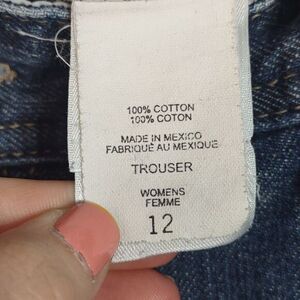 100% COTTON
100% COTON
MADE IN MEXICO
FABRIQUÉ AU MEXIQUE
TROUSER
WOMENS
FEMME
12